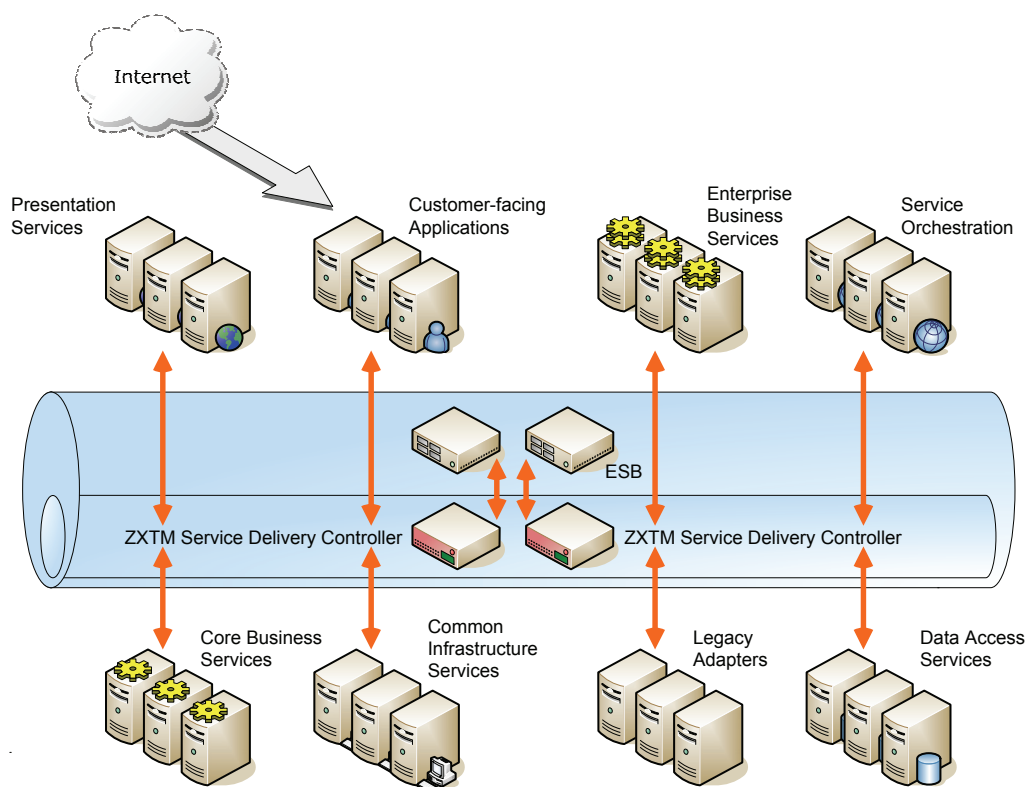 Internet
Presentation
Services
Customer-facing
Applications
Enterprise
Business
Services
Service
Orchestration
ESB
ZXTM Service Delivery Controller
ZXTM Service Delivery Controller
Core Business
Services
Common
Infrastructure
Services
Legacy
Adapters
Data Access
Services